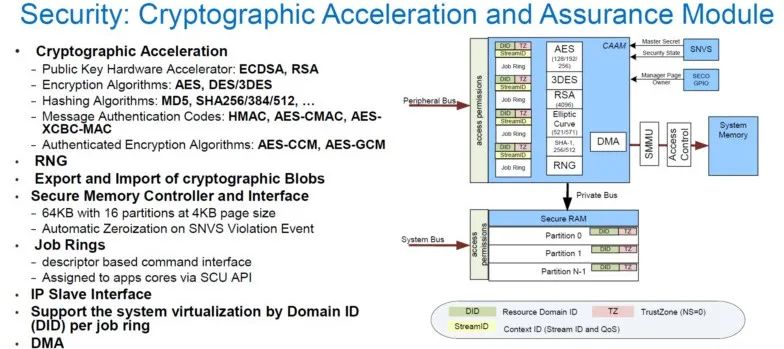 Security: Cryptographic Acceleration and Assurance Module
• Cryptographic Acceleration
– Public Key Hardware Accelerator: ECDSA, RSA
– Encryption Algorithms: AES, DES/3DES
– Hashing Algorithms: MD5, SHA256/384/512, …
– Message Authentication Codes: HMAC, AES-CMAC, AES-
XCBC-MAC
– Authenticated Encryption Algorithms: AES-CCM, AES-GCM
• RNG
• Export and Import of cryptographic Blobs
• Secure Memory Controller and Interface
– 64KB with 16 partitions at 4KB page size
– Automatic Zeroization on SNVS Violation Event
• Job Rings
– descriptor based command interface
– Assigned to apps cores via SCU API
• IP Slave Interface
• Support the system virtualization by Domain ID
(DID) per job ring
• DMA
Peripheral Bus
access permissions
DID TZ
StreamID
Job Ring
DID TZ
StreamID
Job Ring
DID TZ
StreamID
Job Ring
DID TZ
StreamID
Job Ring
AES
(128/192/
256)
3DES
RSA
(4096)
Elliptic
Curve
(521/571)
SHA-1,
256/512
RNG
CAAM
DMA
Master Secret
Security State
SNVS
Manager Page
Owner
SECO
GPIO
SMMU
Access
Control
System
Memory
Private Bus
System Bus
access
permissions
Secure RAM
Partition 0
DID TZ
Partition 1
DID TZ
Partition N-1
DID TZ
DID
Resource Domain ID
TZ
TrustZone (NS=0)
StreamID
Context ID (Stream ID and QoS)